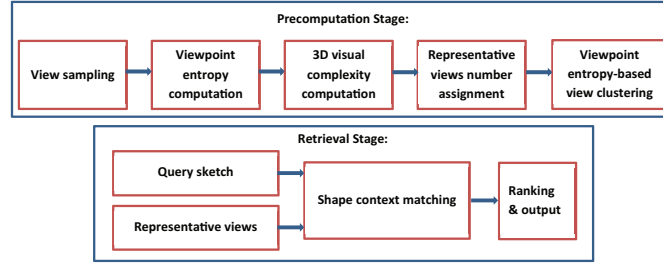 Precomputation Stage:
View sampling
Viewpoint
entropy
computation
3D visual
complexity
computation
Representative
views number
assignment
Viewpoint
entropy-based
view clustering
Retrieval Stage:
Query sketch
Representative views
Shape context matching
Ranking
& output